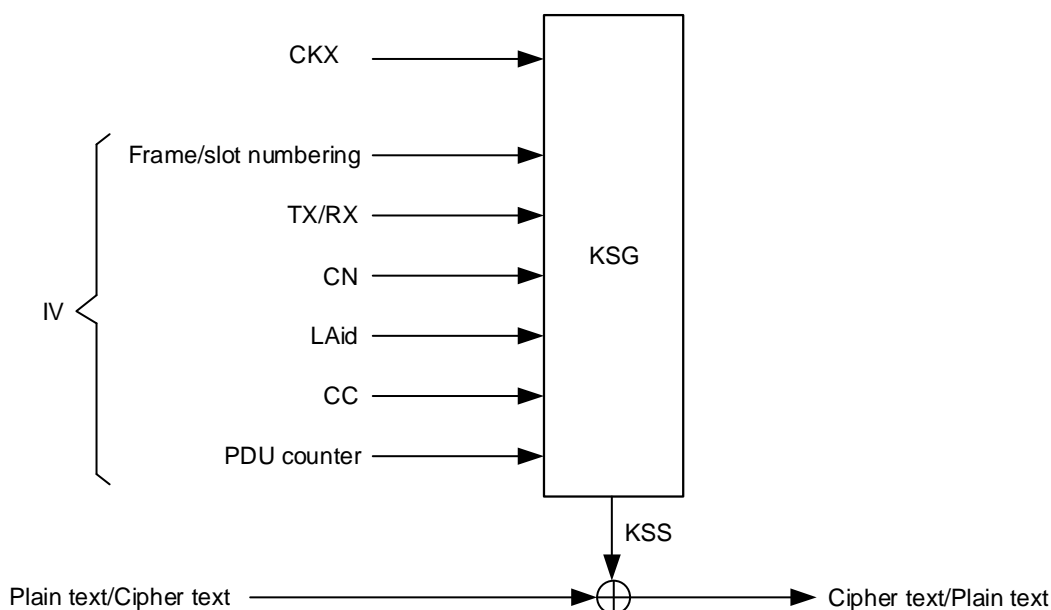 CKX
Frame/slot numbering
TX/RX
CN
KSG
IV
LAid
CC
PDU counter
KSS
Plain text/Cipher text
Cipher text/Plain text